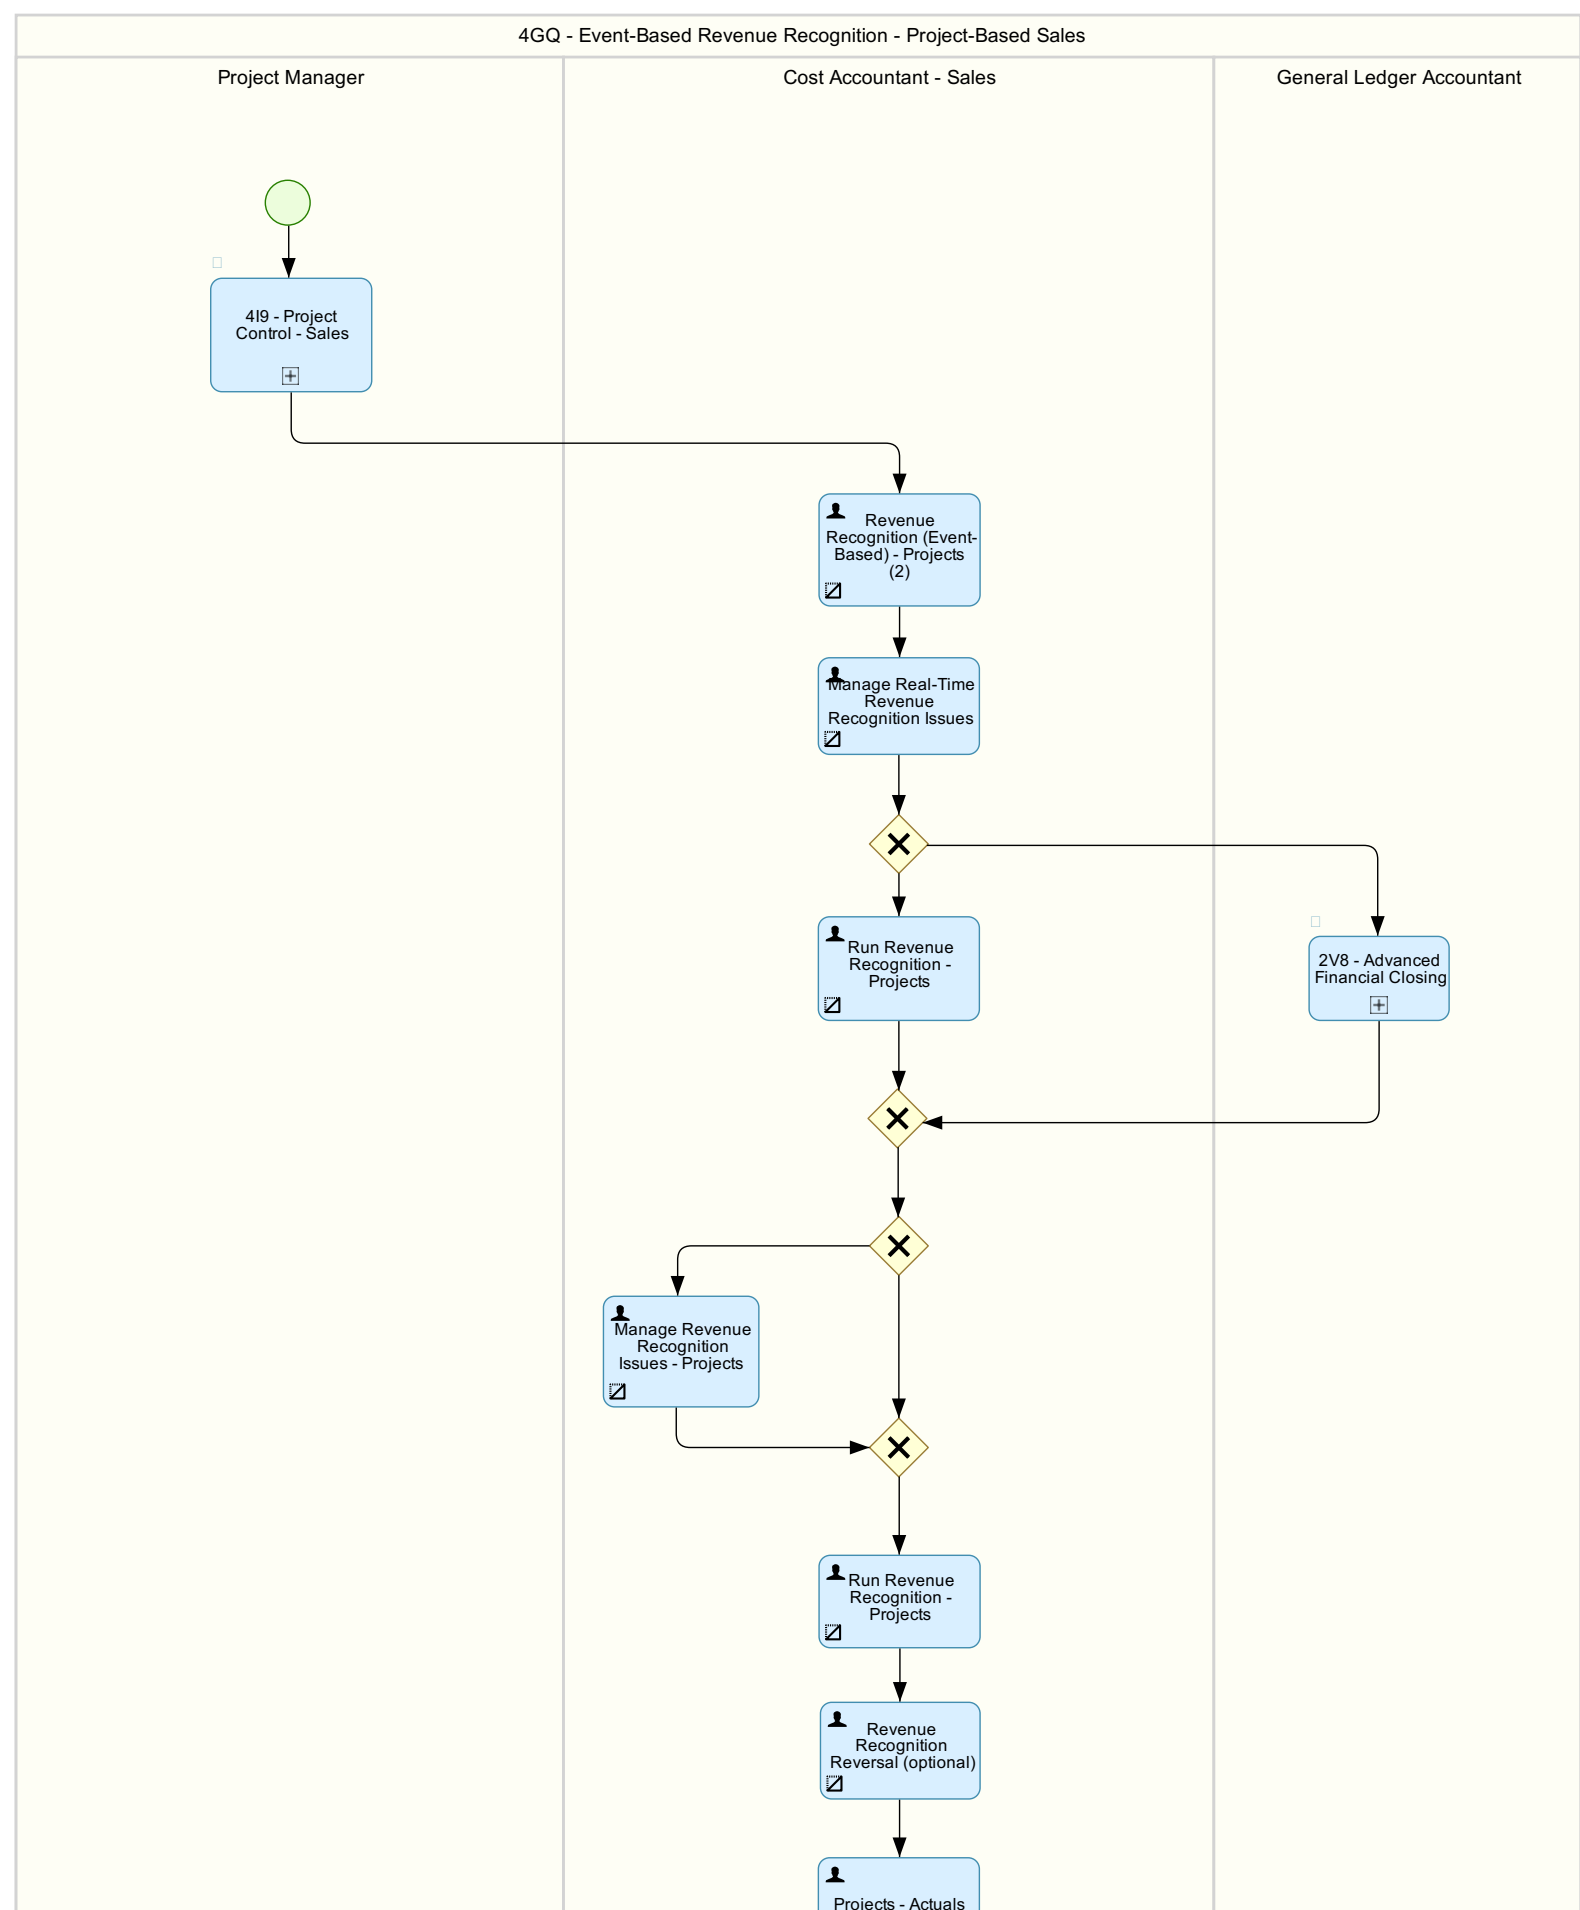 4GQ - Event-Based Revenue Recognition - Project-Based Sales
Project Manager
Cost Accountant - Sales
General Ledger Accountant
4I9 - Project
Control - Sales
Revenue
Recognition (Event-
Based) - Projects
(2)
Manage Real-Time
Revenue
Recognition Issues
Run Revenue
Recognition -
Projects
2V8 - Advanced
Financial Closing
Manage Revenue
Recognition
Issues - Projects
Run Revenue
Recognition -
Projects
Revenue
Recognition
Reversal (optional)
Projects - Actuals